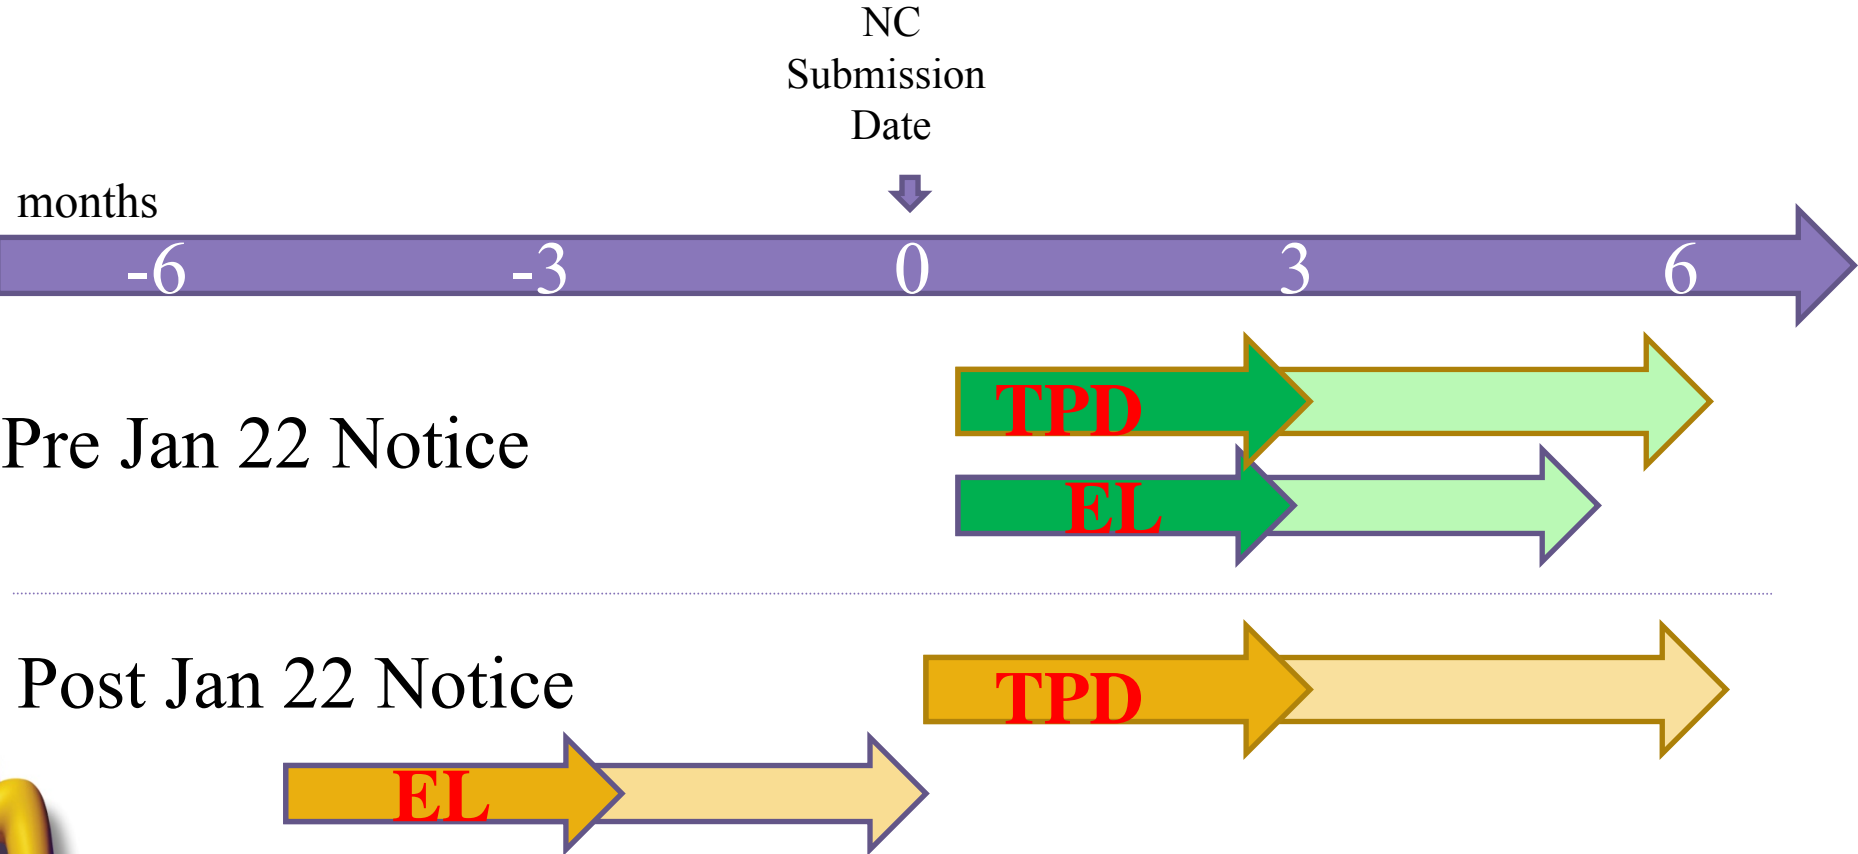 NC
Submission
Date
months
-6 -3 0 3 6
TPD
Pre Jan 22 Notice
EL
Post Jan 22 Notice
TPD
EL